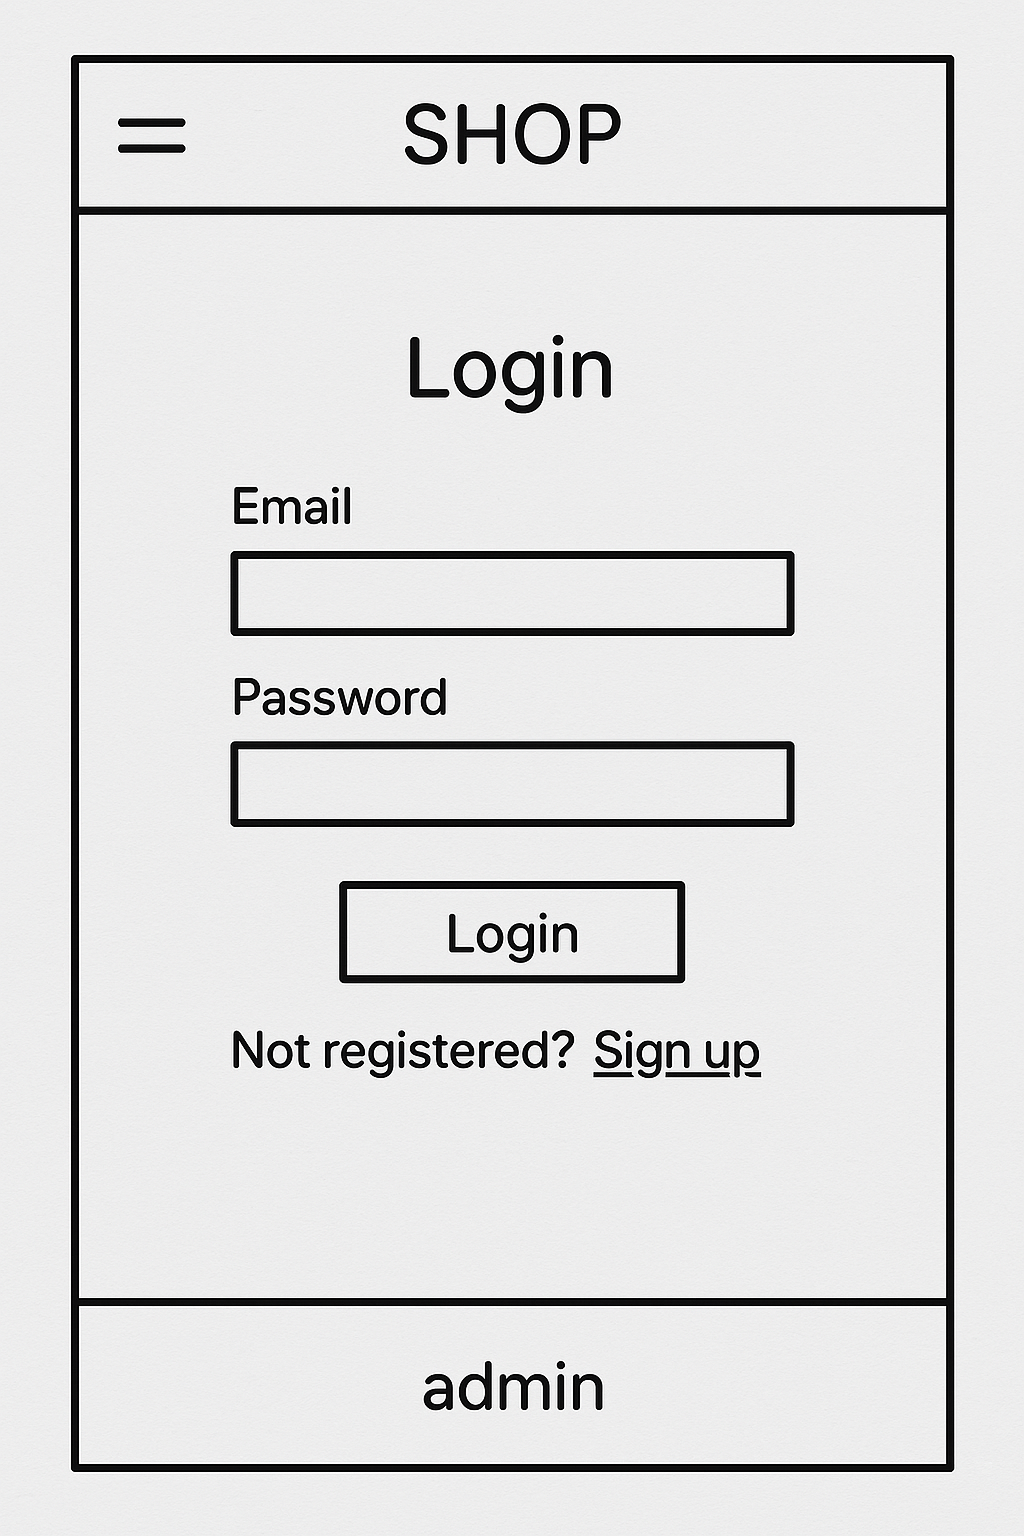 SHOP
Login
Email
Password
Login
Not registered? Sign up
admin